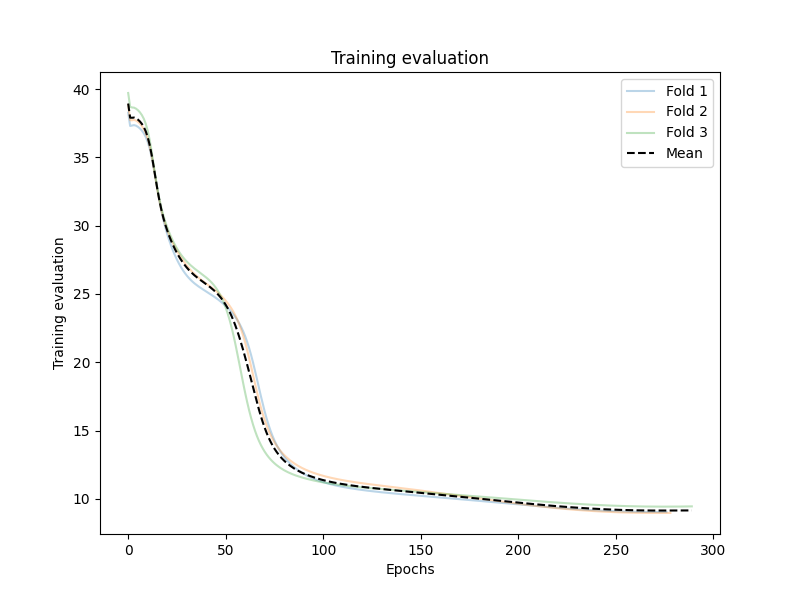 Training evaluation
Fold 1
Fold 2
Fold 3
Mean
Training evaluation
40
35
30
25
20
15
10
0 50 100 150 200 250 300
Epochs